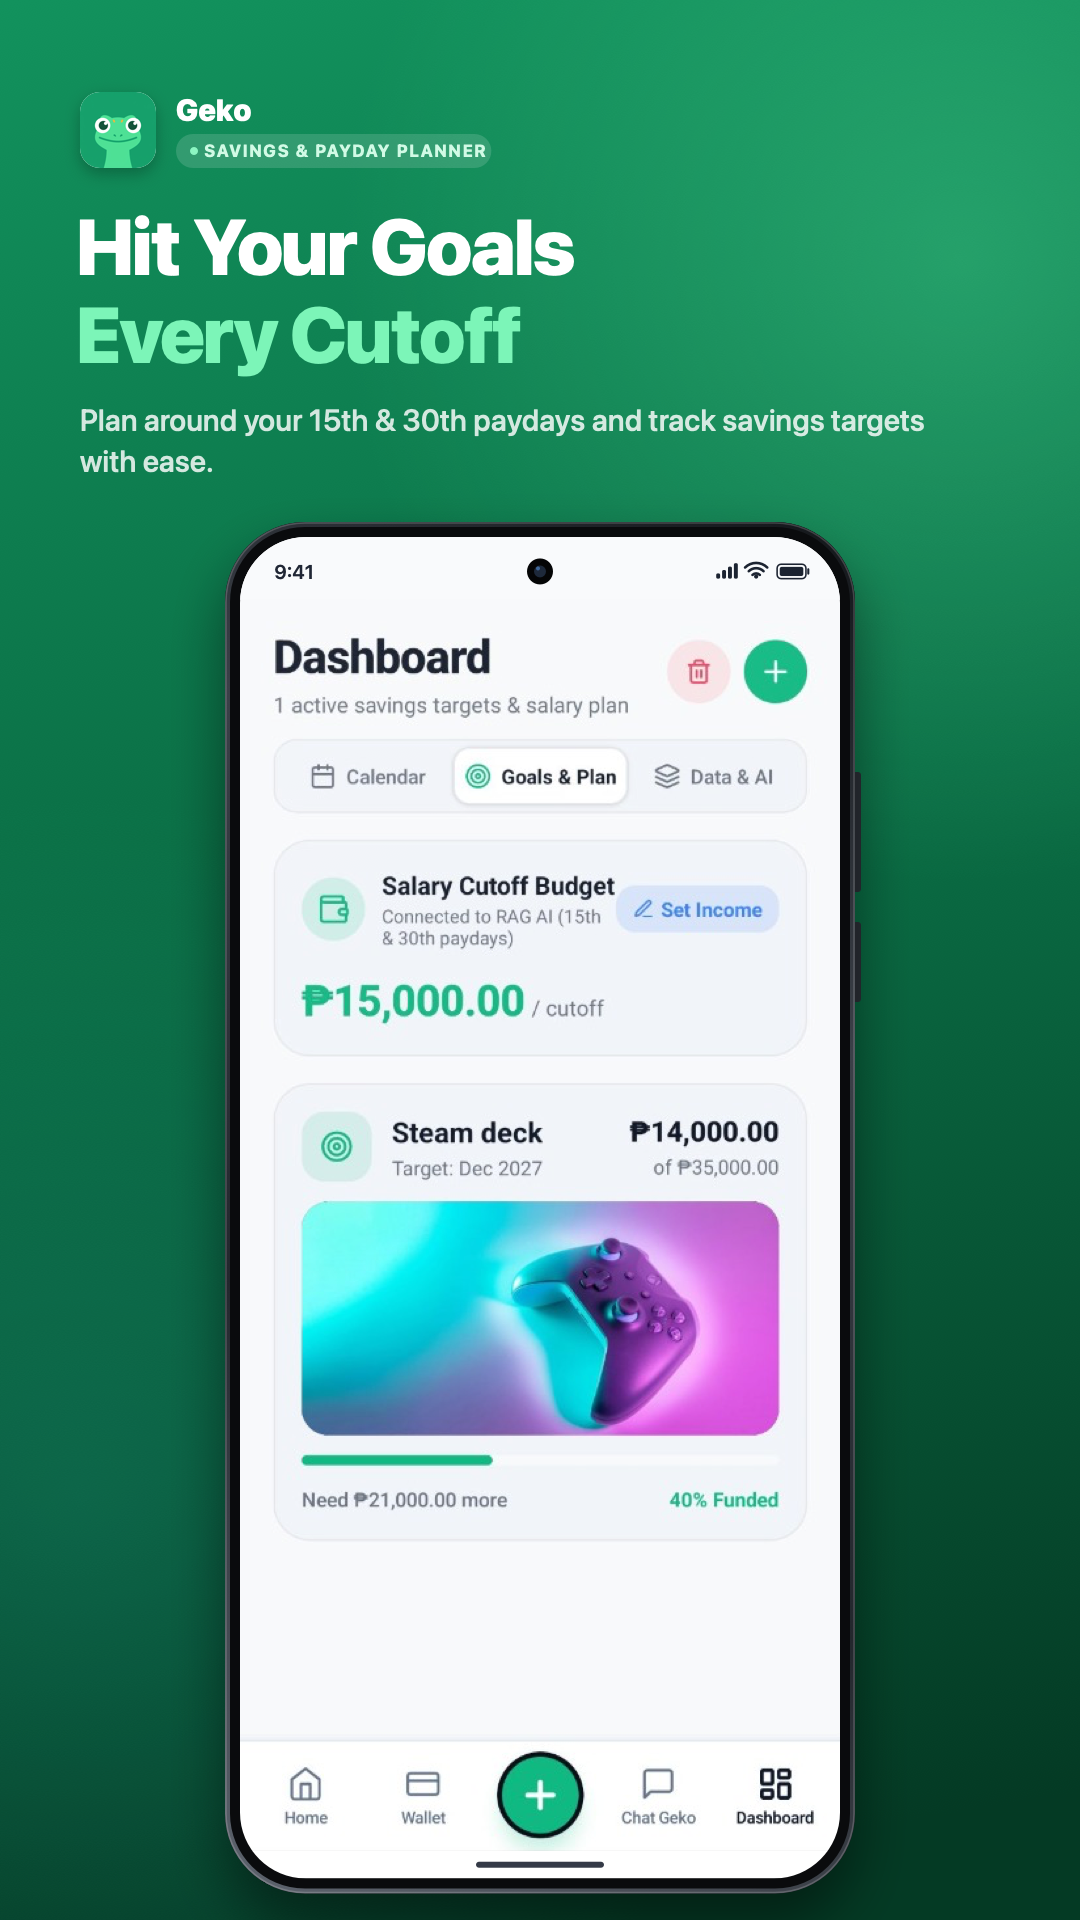 Geko
SAVINGS & PAYDAY PLANNER
Hit Your Goals
Every Cutoff
Plan around your 15th & 30th paydays and track savings targets
with ease.
9:41
Dashboard
1 active savings targets & salary plan
Calendar
Goals & Plan
Data & AI
Salary Cutoff Budget
Connected to RAG AI (15th
& 30th paydays)
Set Income
₱15,000.00 / cutoff
Steam deck
₱14,000.00
Target: Dec 2027
of ₱35,000.00
Need ₱21,000.00 more
40% Funded
Home
Wallet
Chat Geko
Dashboard